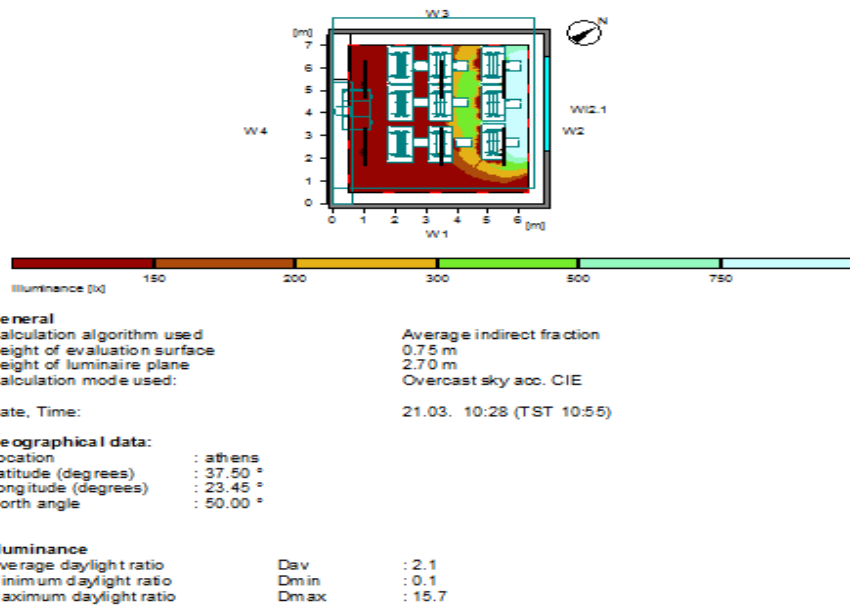 W3
N
[m]
7
6
5
4
3
2
1
0
W4
WI2.1
W2
0 1 2 3 4 5 6 [m]
W1
150 200 300 500 750
Illuminance [lx]
eneral
alculation algorithm used Average indirect fraction
eight of evaluation surface 0.75 m
eight of luminaire plane 2.70 m
alculation mode used: Overcast sky acc. CIE
ate, Time: 21.03. 10:28 (TST 10:55)
eographical data:
ocation : athens
atitude (degrees) : 37.50 °
ongitude (degrees) : 23.45 °
orth angle : 50.00 °
luminance
verage daylight ratio Dav : 2.1
inimum daylight ratio Dmin : 0.1
aximum daylight ratio Dmax : 15.7